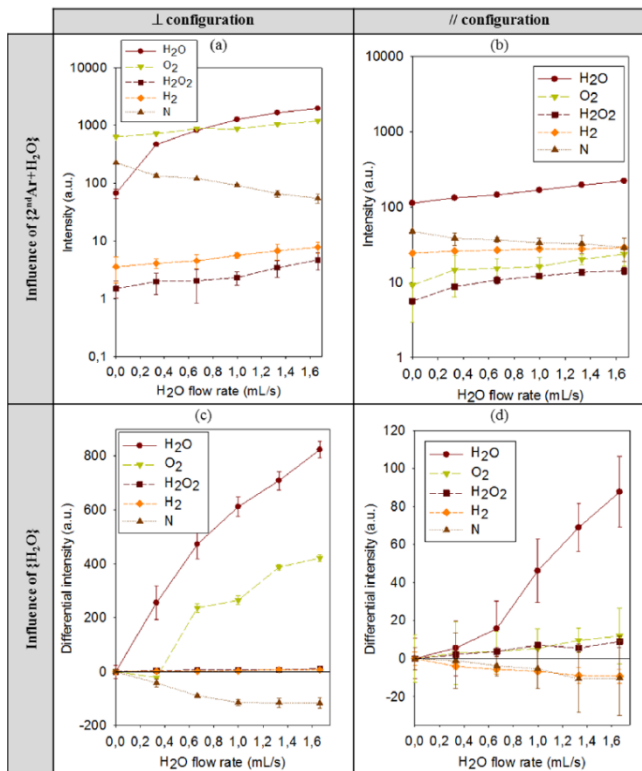 ⊥ configuration
// configuration
Influence of {2ndAr+H2O}
(a)
H2O
O2
H2O2
H2
N
Intensity (a.u.)
10000
1000
100
10
1
0,1
0,0 0,2 0,4 0,6 0,8 1,0 1,2 1,4 1,6
H2O flow rate (mL/s)
(b)
H2O
O2
H2O2
H2
N
Intensity (a.u.)
10000
1000
100
10
1
0,0 0,2 0,4 0,6 0,8 1,0 1,2 1,4 1,6
H2O flow rate (mL/s)
Influence of {H2O}
(c)
H2O
O2
H2O2
H2
N
Differential intensity (a.u.)
800
600
400
200
0
-200
0,0 0,2 0,4 0,6 0,8 1,0 1,2 1,4 1,6
H2O flow rate (mL/s)
(d)
H2O
O2
H2O2
H2
N
Differential intensity (a.u.)
120
100
80
60
40
20
0
-20
0,0 0,2 0,4 0,6 0,8 1,0 1,2 1,4 1,6
H2O flow rate (mL/s)